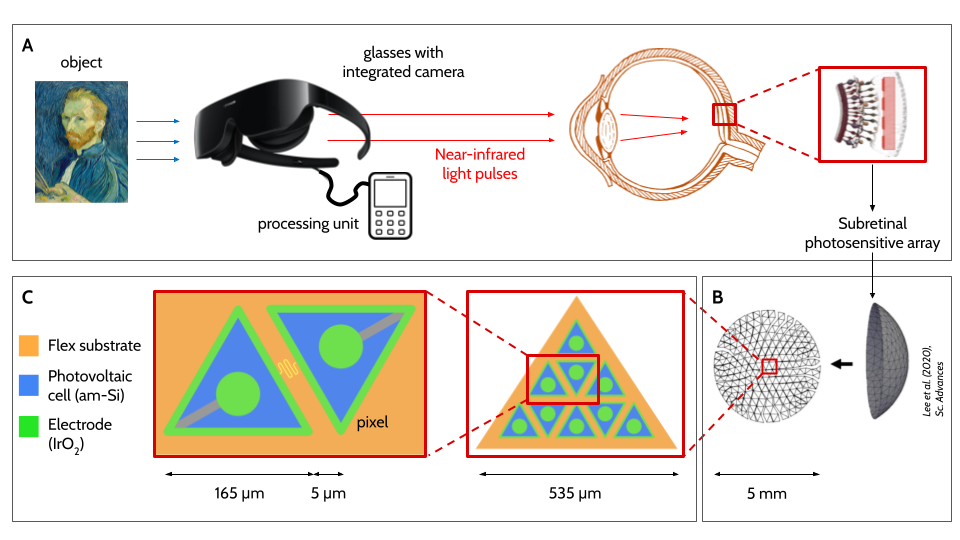 A
object
glasses with
integrated camera
Near-infrared
light pulses
processing unit
Subretinal
photosensitive array
C
Flex substrate
Photovoltaic
cell (am-Si)
Electrode
(IrO₂)
pixel
165 µm
5 µm
535 µm
B
5 mm
Lee et al. (2020),
Sc. Advances